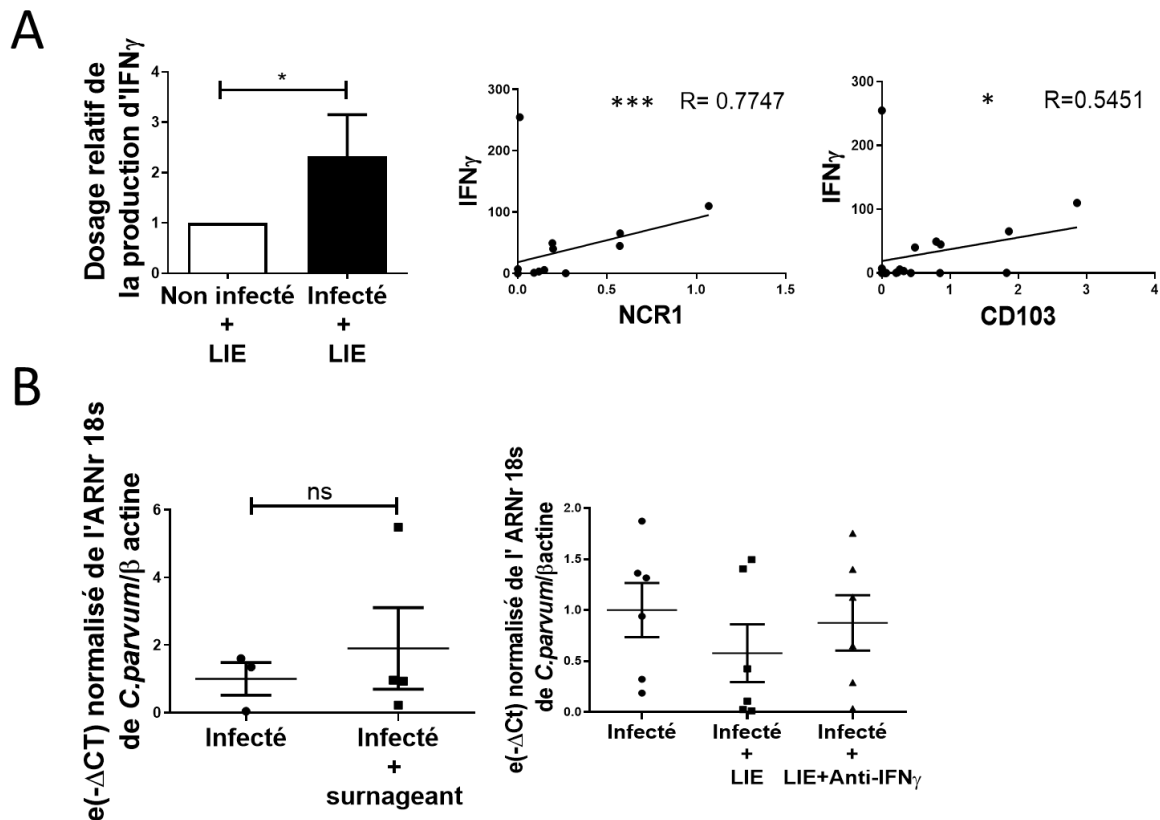 A
Dosage relatif de
la production d'IFNγ
4
3
2
1
0
*
Non infecté
+
LIE
Infecté
+
LIE
IFNγ
300
200
100
0
*** R= 0.7747
0.0 0.5 1.0 1.5
NCR1
IFNγ
300
200
100
0
* R=0.5451
0 1 2 3 4
CD103
B
e(-ΔCT) normalisé de l'ARNr 18s
de C.parvum/β actine
6
4
2
0
ns
Infecté
Infecté
+
surnageant
e(-ΔCt) normalisé de l' ARNr 18s
de C.parvum/βactine
2.0
1.5
1.0
0.5
0.0
Infecté
Infecté
+
LIE
Infecté
+
LIE+Anti-IFNγ